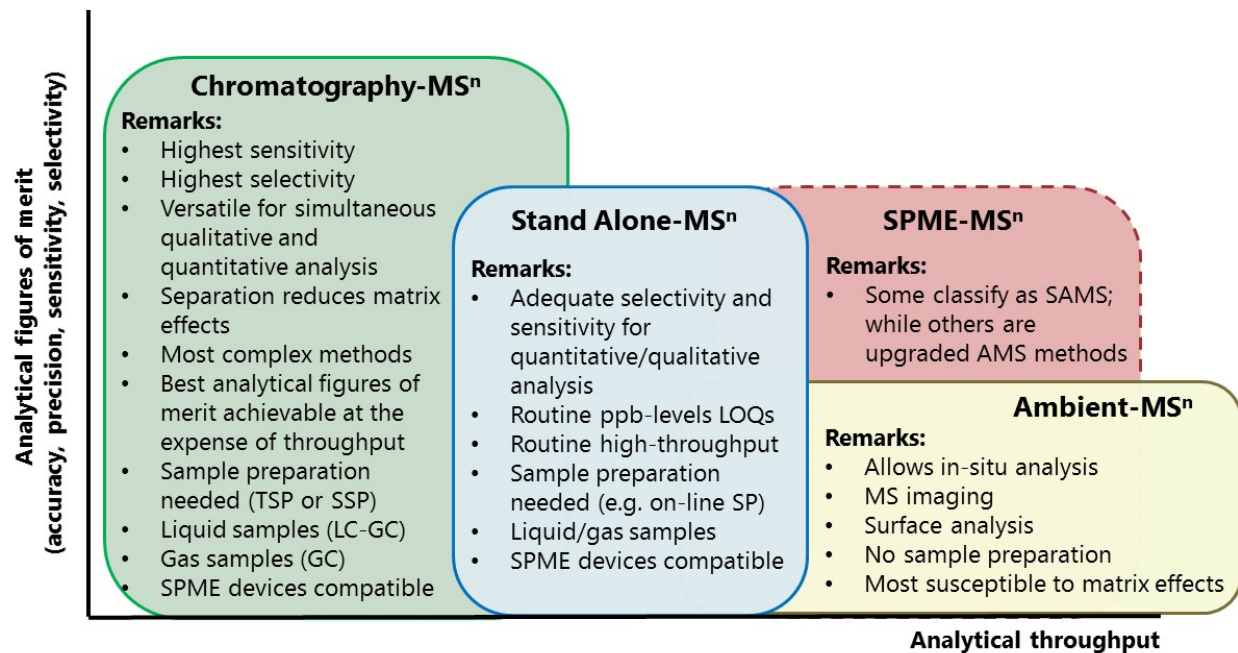 Analytical figures of merit
(accuracy, precision, sensitivity, selectivity)
Chromatography-MSⁿ
Remarks:
• Highest sensitivity
• Highest selectivity
• Versatile for simultaneous
qualitative and
quantitative analysis
• Separation reduces matrix
effects
• Most complex methods
• Best analytical figures of
merit achievable at the
expense of throughput
• Sample preparation
needed (TSP or SSP)
• Liquid samples (LC-GC)
• Gas samples (GC)
• SPME devices compatible
Stand Alone-MSⁿ
Remarks:
• Adequate selectivity and
sensitivity for
quantitative/qualitative
analysis
• Routine ppb-levels LOQs
• Routine high-throughput
• Sample preparation
needed (e.g. on-line SP)
• Liquid/gas samples
• SPME devices compatible
SPME-MSⁿ
Remarks:
• Some classify as SAMS;
while others are
upgraded AMS methods
Ambient-MSⁿ
Remarks:
• Allows in-situ analysis
• MS imaging
• Surface analysis
• No sample preparation
• Most susceptible to matrix effects
Analytical throughput